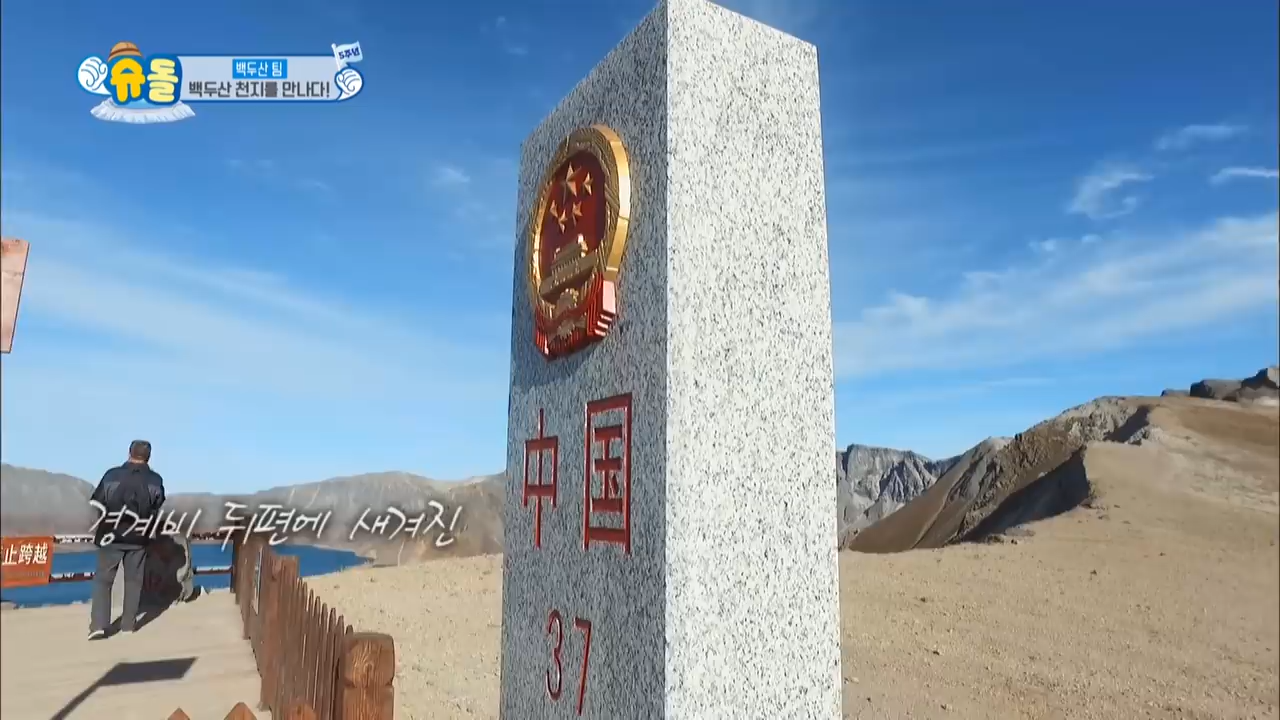 슈돌
5주년
백두산 팀
백두산 천지를 만나다!
中国
37
경계비 뒤편에 새겨진
止跨越